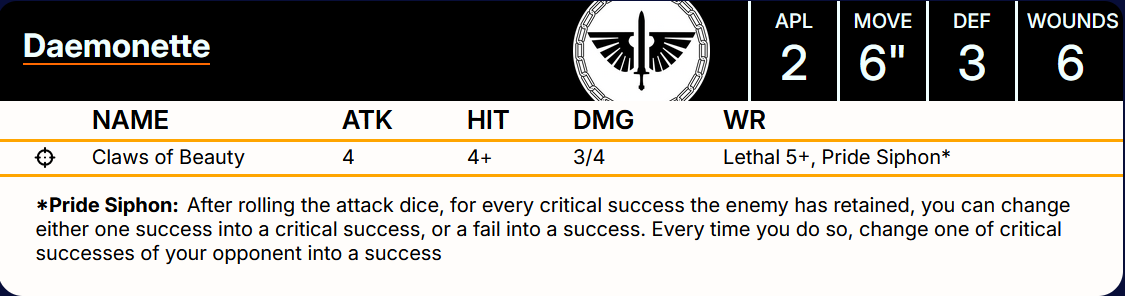 Daemonette
APL MOVE DEF WOUNDS
2 6" 3 6
NAME ATK HIT DMG WR
Claws of Beauty 4 4+ 3/4 Lethal 5+, Pride Siphon*
*Pride Siphon: After rolling the attack dice, for every critical success the enemy has retained, you can change
either one success into a critical success, or a fail into a success. Every time you do so, change one of critical
successes of your opponent into a success